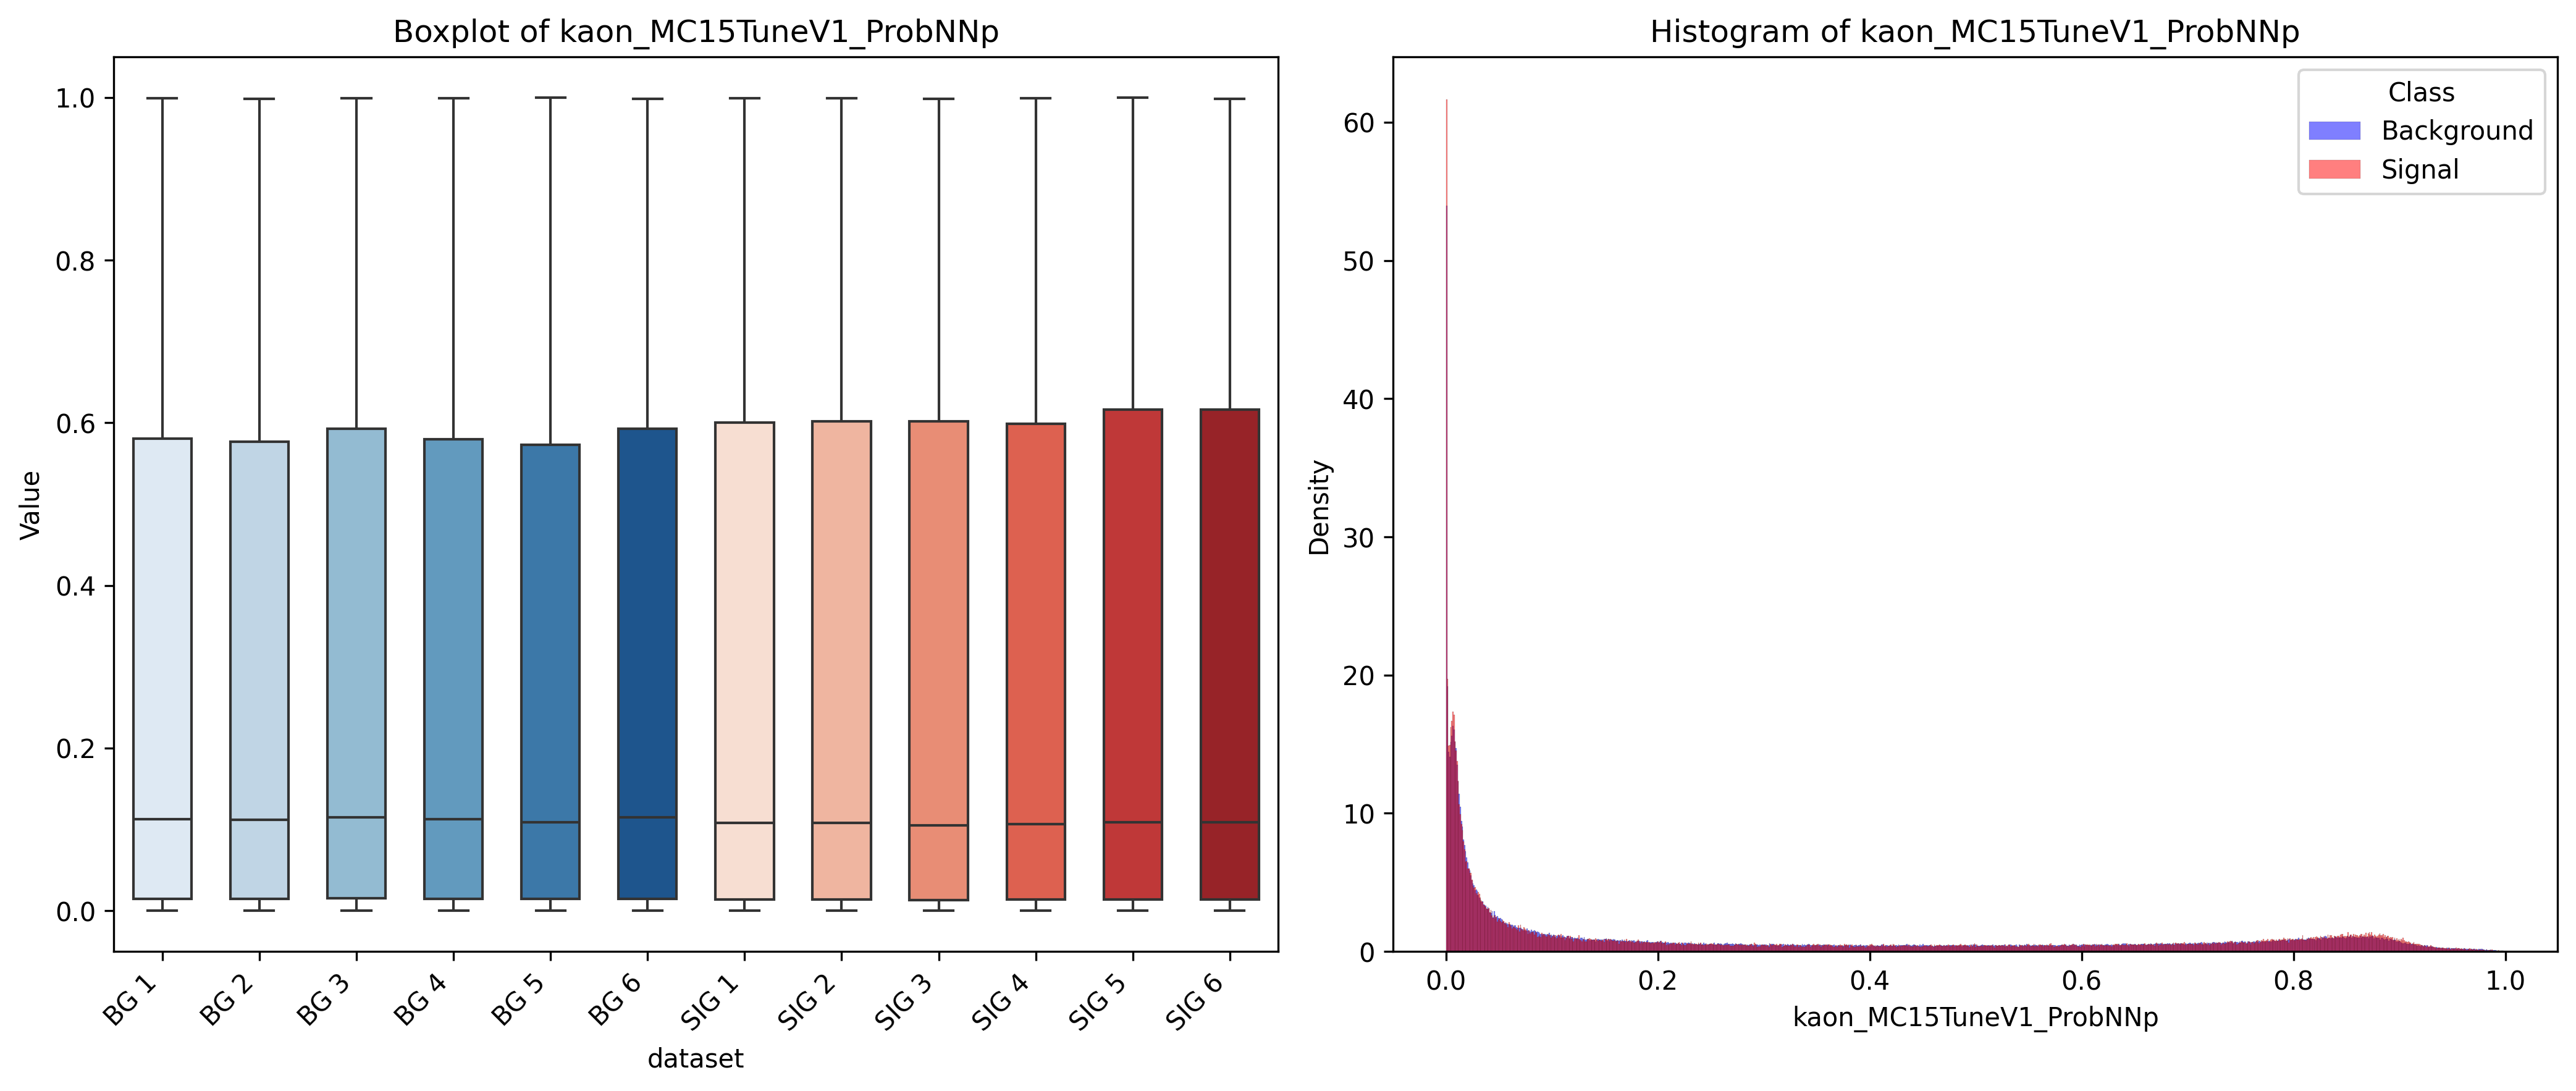 Boxplot of kaon_MC15TuneV1_ProbNNp
Value
1.0
0.8
0.6
0.4
0.2
0.0
BG 1
BG 2
BG 3
BG 4
BG 5
BG 6
SIG 1
SIG 2
SIG 3
SIG 4
SIG 5
SIG 6
dataset
Histogram of kaon_MC15TuneV1_ProbNNp
Class
Background
Signal
Density
60
50
40
30
20
10
0
0.0
0.2
0.4
0.6
0.8
1.0
kaon_MC15TuneV1_ProbNNp